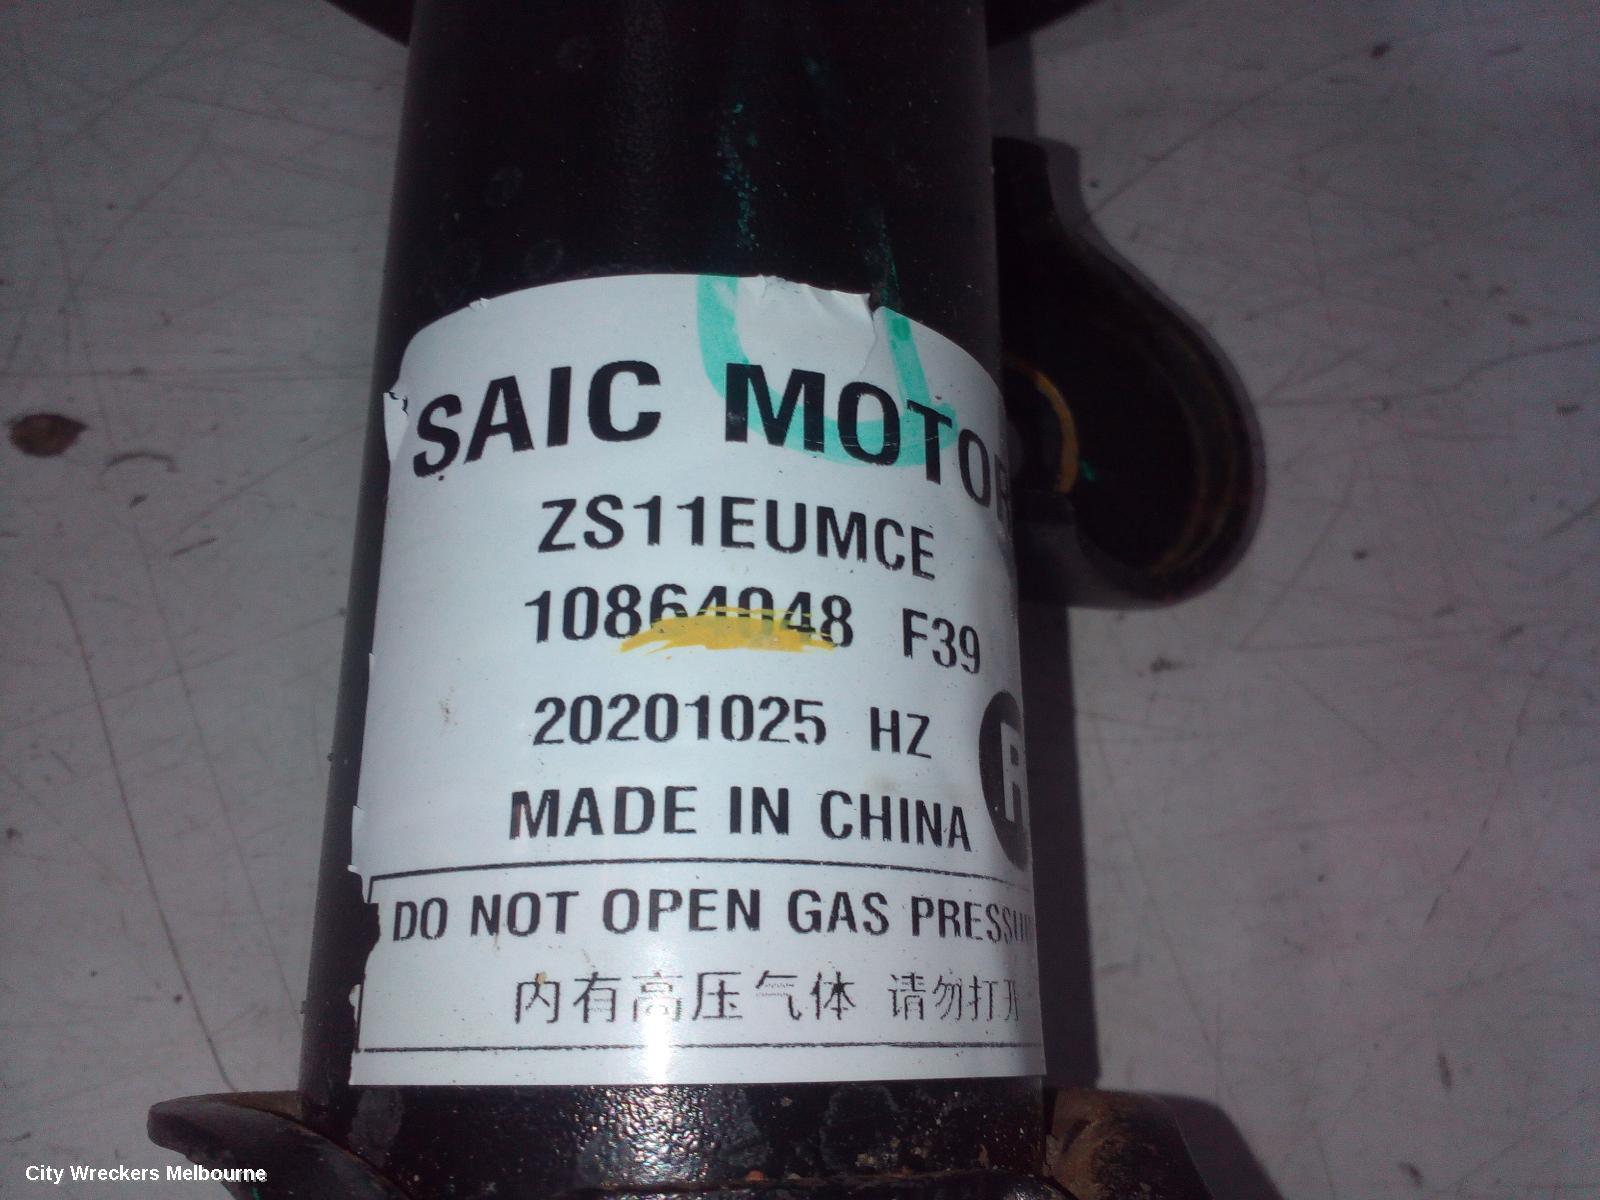 SAIC MOTOR
ZS11EUMCE
10864048 F39
20201025 HZ
R
MADE IN CHINA
DO NOT OPEN GAS
内有高压气体 请勿打开
City Wreckers Melbourne